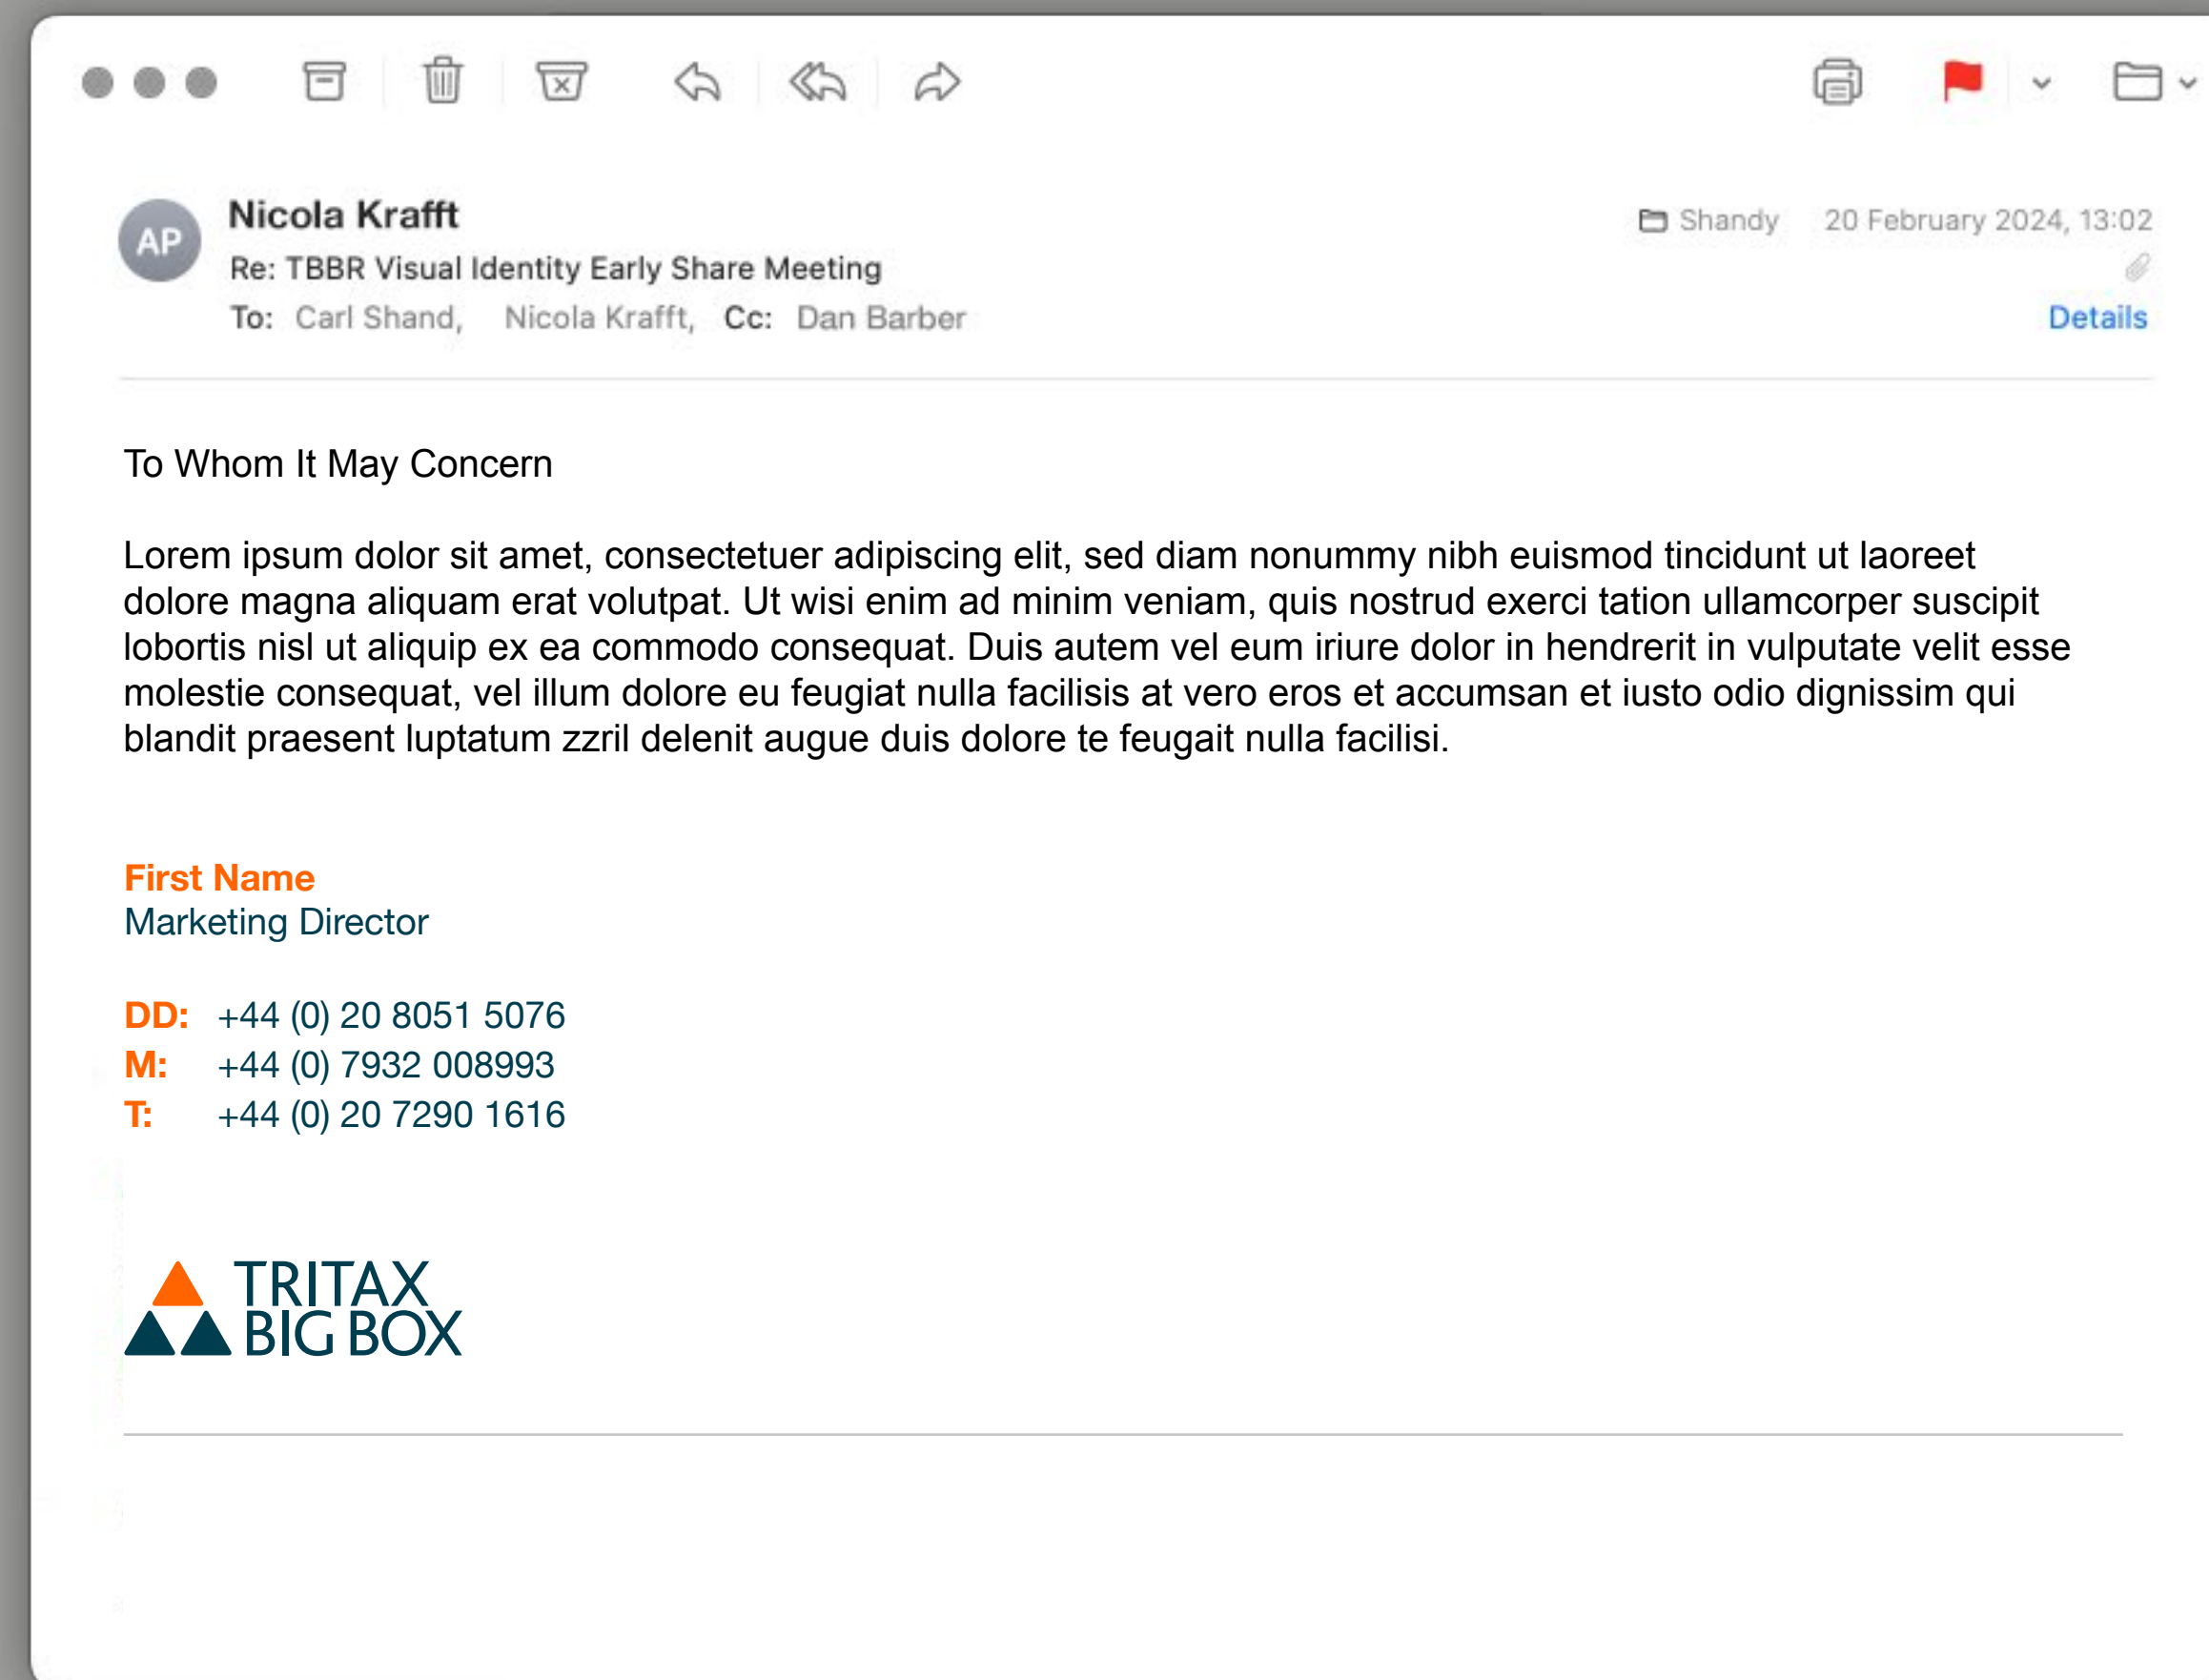 AP
Nicola Krafft
Shandy 20 February 2024, 13:02
Re: TBBR Visual Identity Early Share Meeting
To: Carl Shand, Nicola Krafft, Cc: Dan Barber
Details
To Whom It May Concern
Lorem ipsum dolor sit amet, consectetuer adipiscing elit, sed diam nonummy nibh euismod tincidunt ut laoreet
dolore magna aliquam erat volutpat. Ut wisi enim ad minim veniam, quis nostrud exerci tation ullamcorper suscipit
lobortis nisl ut aliquip ex ea commodo consequat. Duis autem vel eum iriure dolor in hendrerit in vulputate velit esse
molestie consequat, vel illum dolore eu feugiat nulla facilisis at vero eros et accumsan et iusto odio dignissim qui
blandit praesent luptatum zzril delenit augue duis dolore te feugait nulla facilisi.
First Name
Marketing Director
DD: +44 (0) 20 8051 5076
M: +44 (0) 7932 008993
T: +44 (0) 20 7290 1616
TRITAX
BIG BOX